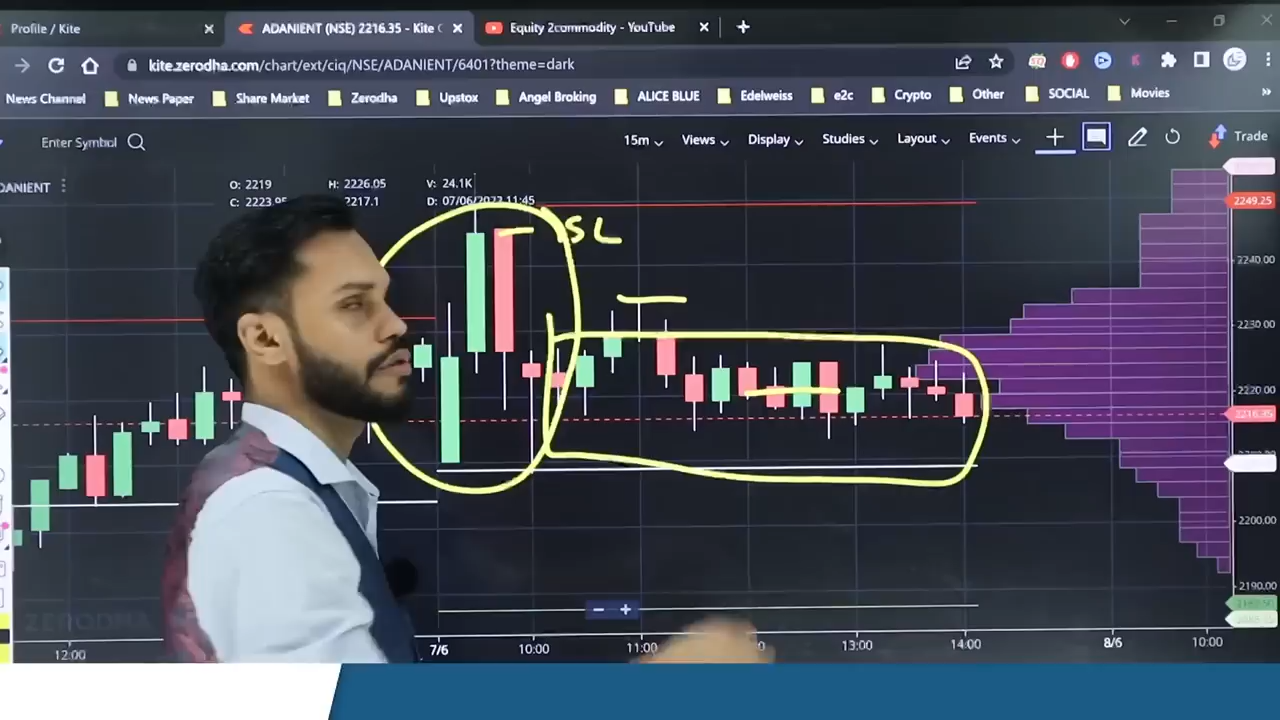 Profile / Kite
ADANIENT (NSE) 2216.35 - Kite
Equity 2commodity - YouTube
kite.zerodha.com/chart/ext/ciq/NSE/ADANIENT/6401?theme=dark
News Channel News Paper Share Market Zerodha Upstox Angel Broking ALICE BLUE Edelweiss e2c Crypto Other SOCIAL Movies »
Enter Symbol
15m Views Display Studies Layout Events Trade
DANIENT
O: 2219 H: 2226.05 V: 24.1K
2217.1 D: 07/06/2022 11:45
SL
2249.25
2240.00
2230.00
2220.00
2216.35
2200.00
2190.00
ZERODHA
12:00 7/6 10:00 11:00 13:00 14:00 8/6 10:00